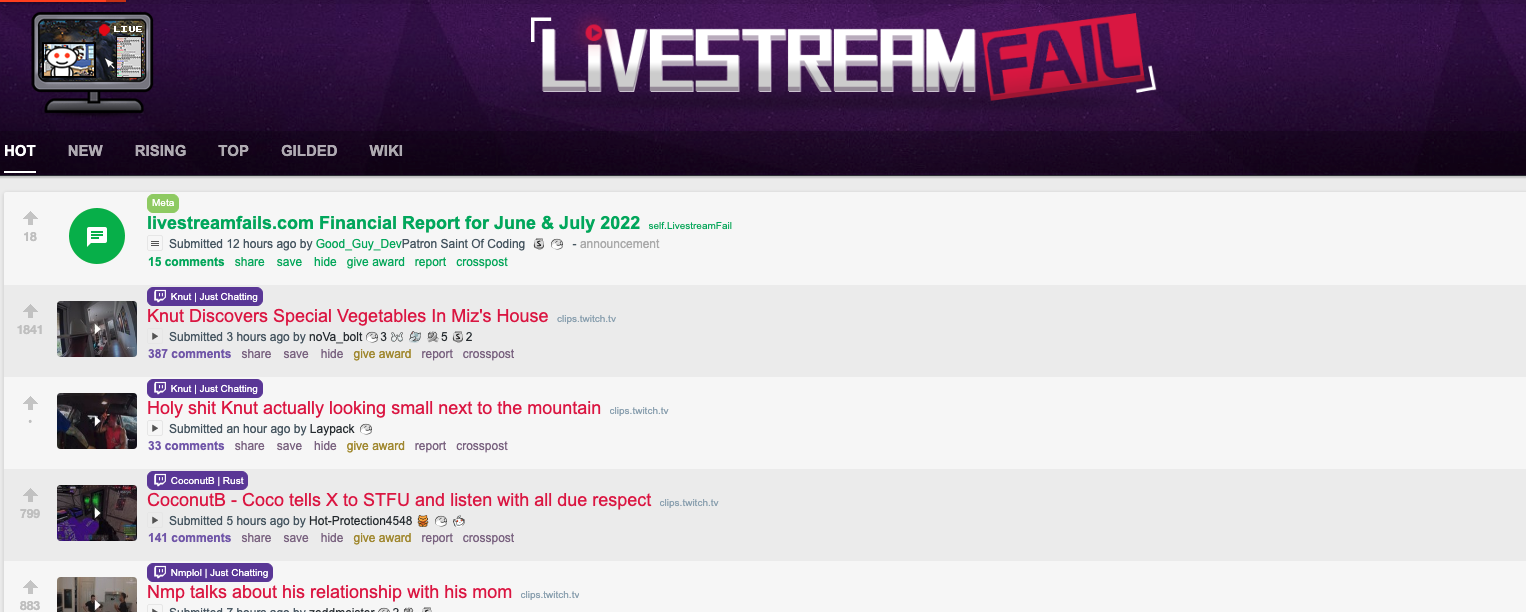 LIVE
LiVESTREAM FAIL
HOT NEW RISING TOP GILDED WIKI
Meta
18
livestreamfails.com Financial Report for June & July 2022 self.LivestreamFail
Submitted 12 hours ago by Good_Guy_DevPatron Saint Of Coding - announcement
15 comments share save hide give award report crosspost
Knut | Just Chatting
1841
Knut Discovers Special Vegetables In Miz's House clips.twitch.tv
Submitted 3 hours ago by noVa_bolt 3 5 2
387 comments share save hide give award report crosspost
Knut | Just Chatting
•
Holy shit Knut actually looking small next to the mountain clips.twitch.tv
Submitted an hour ago by Laypack
33 comments share save hide give award report crosspost
CoconutB | Rust
799
CoconutB - Coco tells X to STFU and listen with all due respect clips.twitch.tv
Submitted 5 hours ago by Hot-Protection4548
141 comments share save hide give award report crosspost
Nmplol | Just Chatting
883
Nmp talks about his relationship with his mom clips.twitch.tv
Submitted 7 hours ago by zeddmeister 2